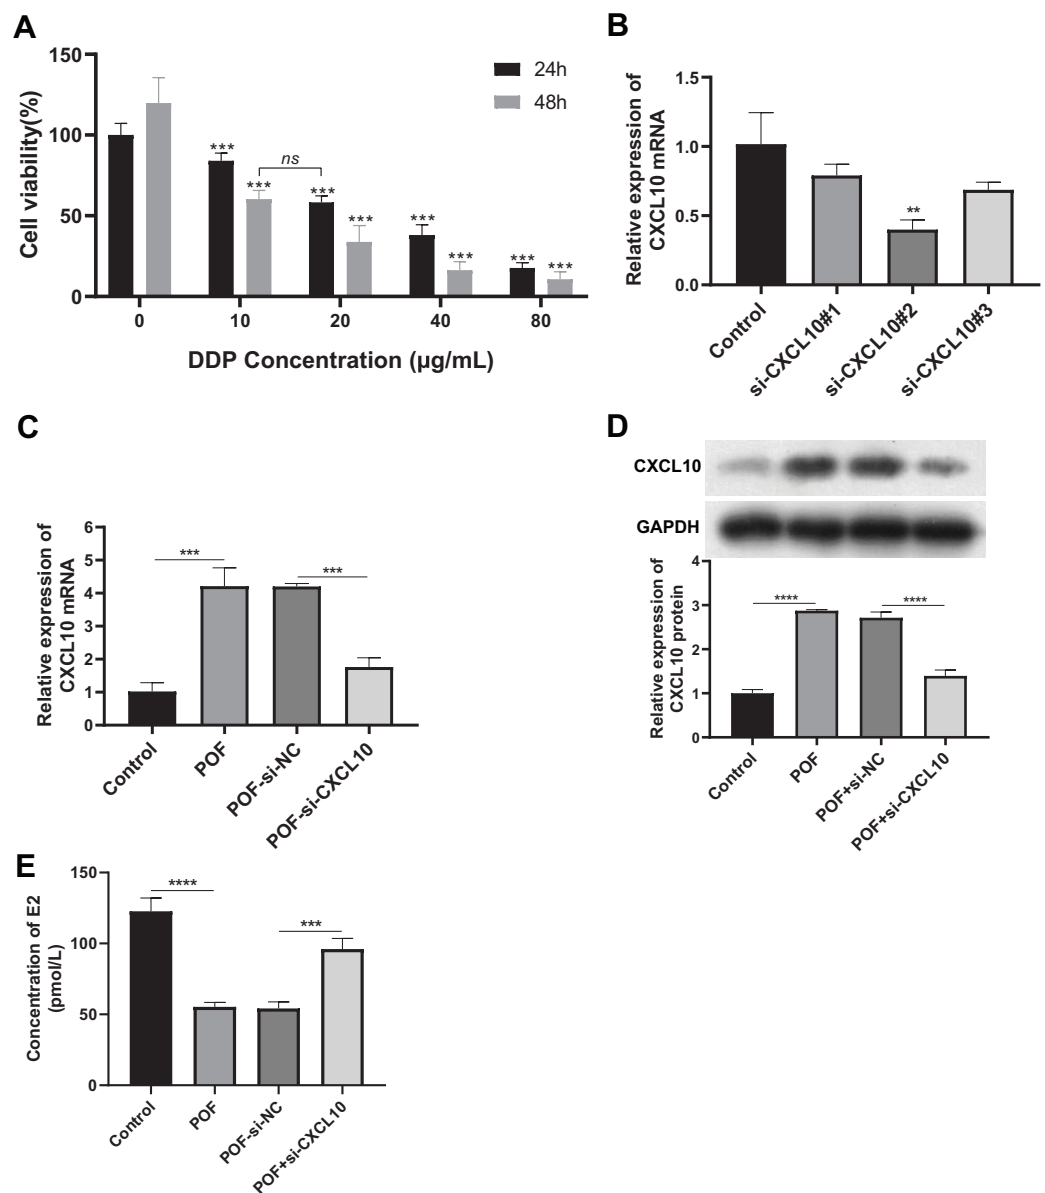 A
150
100
50
0
Cell viability(%)
24h
48h
***
***
ns
***
***
***
***
***
***
0
10
20
40
80
DDP Concentration (µg/mL)
B
Relative expression of
CXCL10 mRNA
1.5
1.0
0.5
0.0
**
Control
si-CXCL10#1
si-CXCL10#2
si-CXCL10#3
C
Relative expression of
CXCL10 mRNA
6
5
4
3
2
1
0
***
***
Control
POF
POF-si-NC
POF-si-CXCL10
D
CXCL10
GAPDH
Relative expression of
CXCL10 protein
4
3
2
1
0
****
****
Control
POF
POF+si-NC
POF+si-CXCL10
E
Concentration of E2
(pmol/L)
150
100
50
0
****
***
Control
POF
POF-si-NC
POF+si-CXCL10